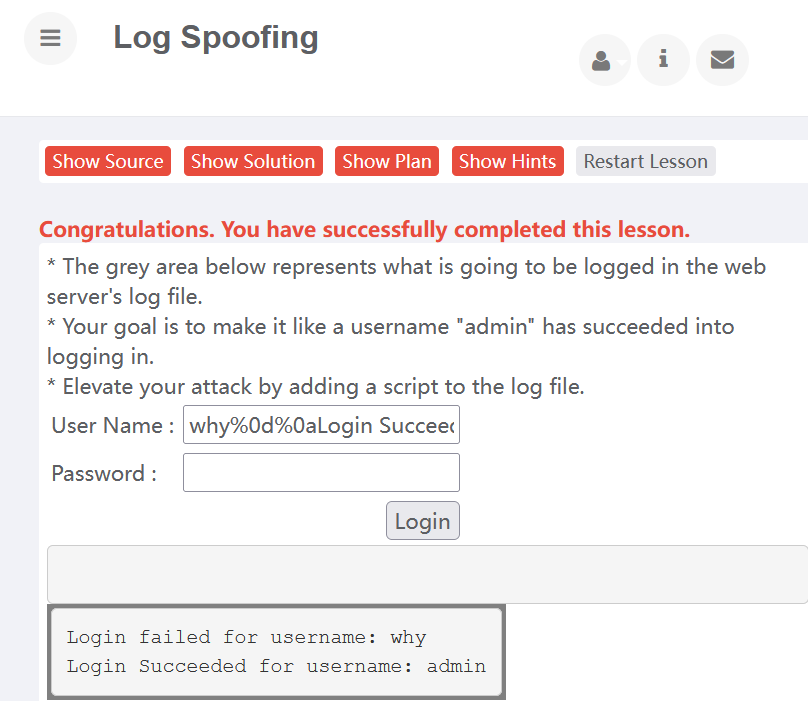 Log Spoofing
Show Source Show Solution Show Plan Show Hints Restart Lesson
Congratulations. You have successfully completed this lesson.
* The grey area below represents what is going to be logged in the web
server's log file.
* Your goal is to make it like a username "admin" has succeeded into
logging in.
* Elevate your attack by adding a script to the log file.
User Name : why%0d%0aLogin Succeed
Password :
Login
Login failed for username: why
Login Succeeded for username: admin